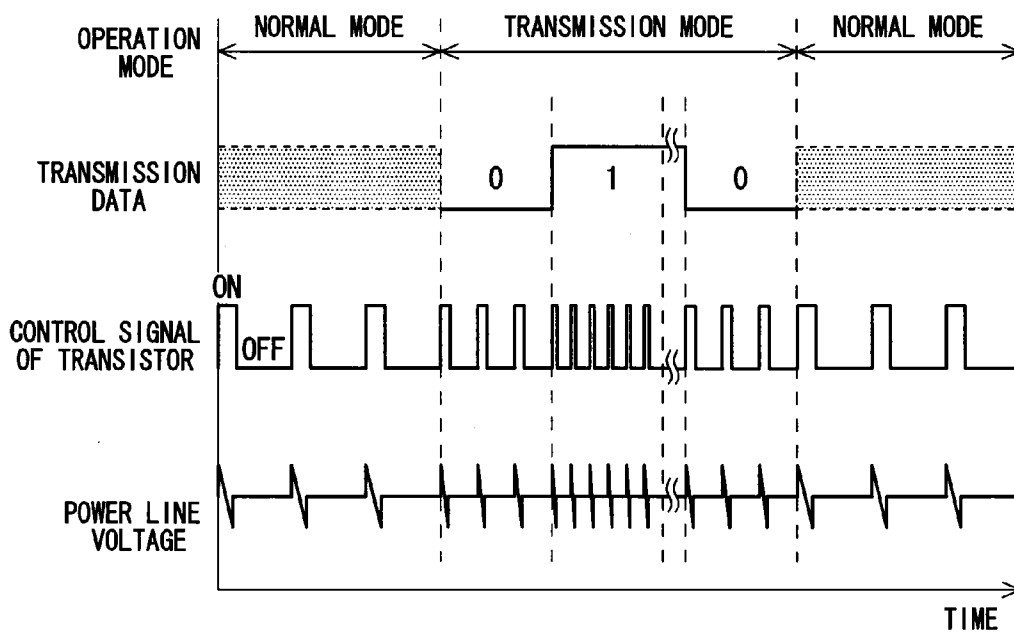 OPERATION
MODE
NORMAL MODE
TRANSMISSION MODE
NORMAL MODE
TRANSMISSION
DATA
0
1
0
ON
OFF
CONTROL SIGNAL
OF TRANSISTOR
POWER LINE
VOLTAGE
TIME